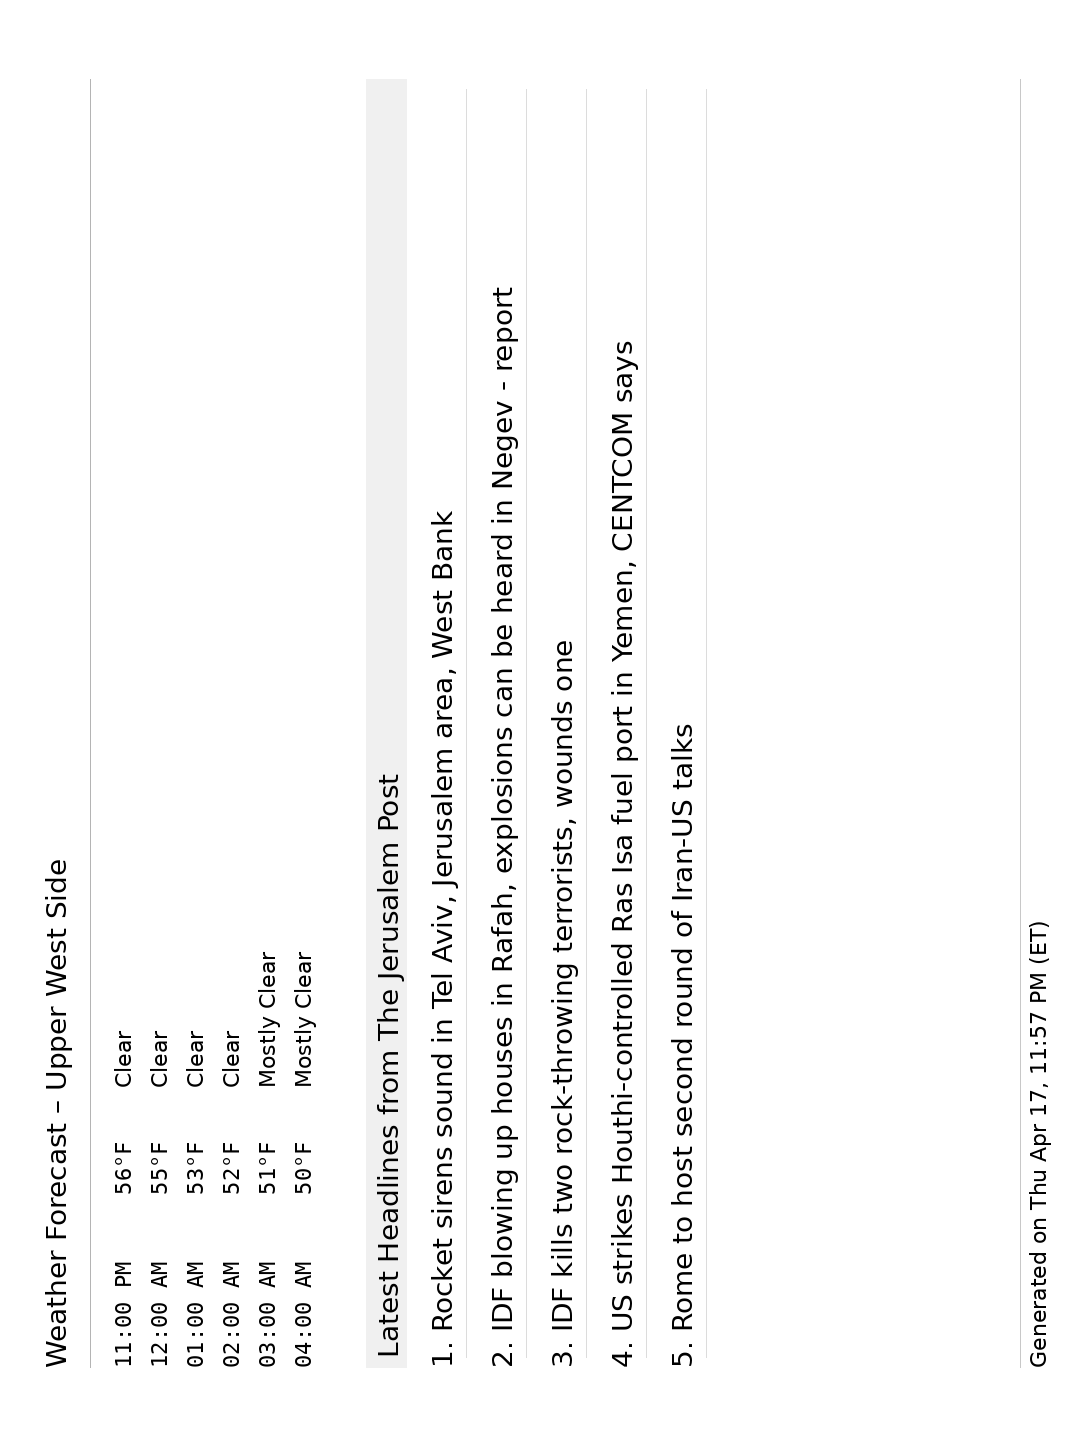 Weather Forecast – Upper West Side
11:00 PM 56°F Clear
12:00 AM 55°F Clear
01:00 AM 53°F Clear
02:00 AM 52°F Clear
03:00 AM 51°F Mostly Clear
04:00 AM 50°F Mostly Clear
Latest Headlines from The Jerusalem Post
1. Rocket sirens sound in Tel Aviv, Jerusalem area, West Bank
2. IDF blowing up houses in Rafah, explosions can be heard in Negev - report
3. IDF kills two rock-throwing terrorists, wounds one
4. US strikes Houthi-controlled Ras Isa fuel port in Yemen, CENTCOM says
5. Rome to host second round of Iran-US talks
Generated on Thu Apr 17, 11:57 PM (ET)